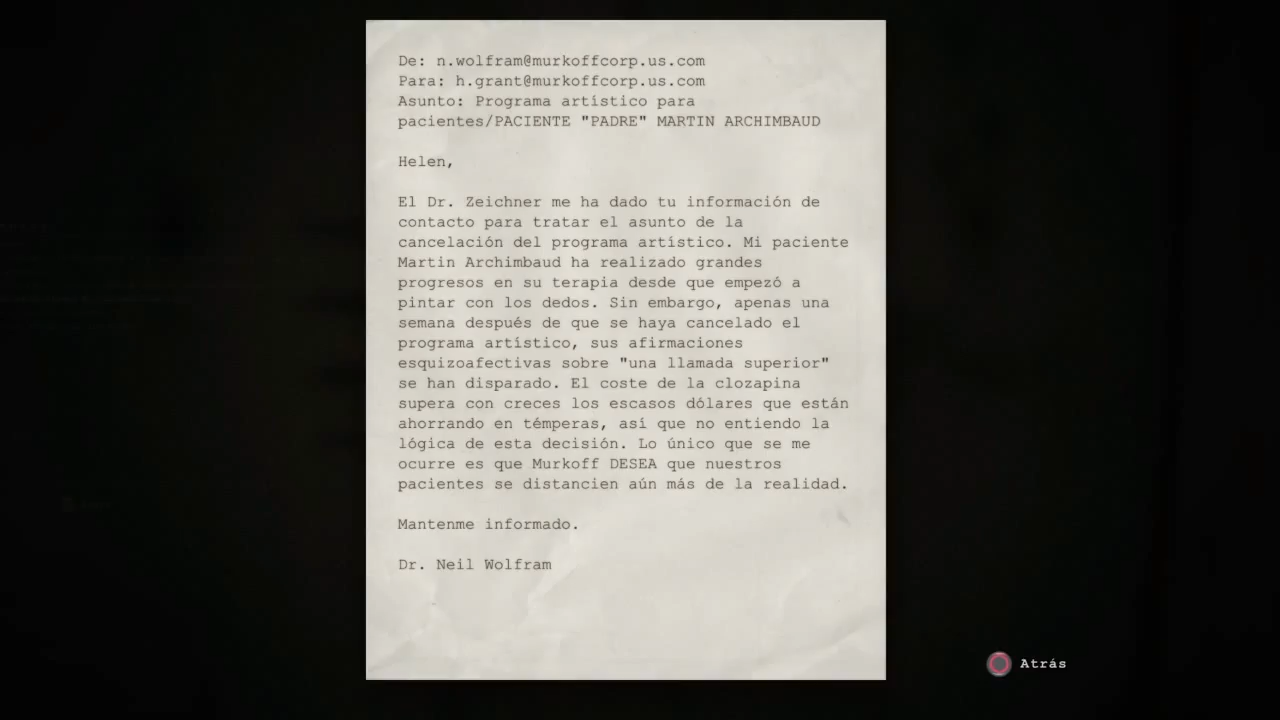 De: n.wolfram@murkoffcorp.us.com
Para: h.grant@murkoffcorp.us.com
Asunto: Programa artístico para
pacientes/PACIENTE "PADRE" MARTIN ARCHIMBAUD
Helen,
El Dr. Zeichner me ha dado tu información de
contacto para tratar el asunto de la
cancelación del programa artístico. Mi paciente
Martin Archimbaud ha realizado grandes
progresos en su terapia desde que empezó a
pintar con los dedos. Sin embargo, apenas una
semana después de que se haya cancelado el
programa artístico, sus afirmaciones
esquizoafectivas sobre "una llamada superior"
se han disparado. El coste de la clozapina
supera con creces los escasos dólares que están
ahorrando en témperas, así que no entiendo la
lógica de esta decisión. Lo único que se me
ocurre es que Murkoff DESEA que nuestros
pacientes se distancien aún más de la realidad.
Mantenme informado.
Dr. Neil Wolfram
Atrás